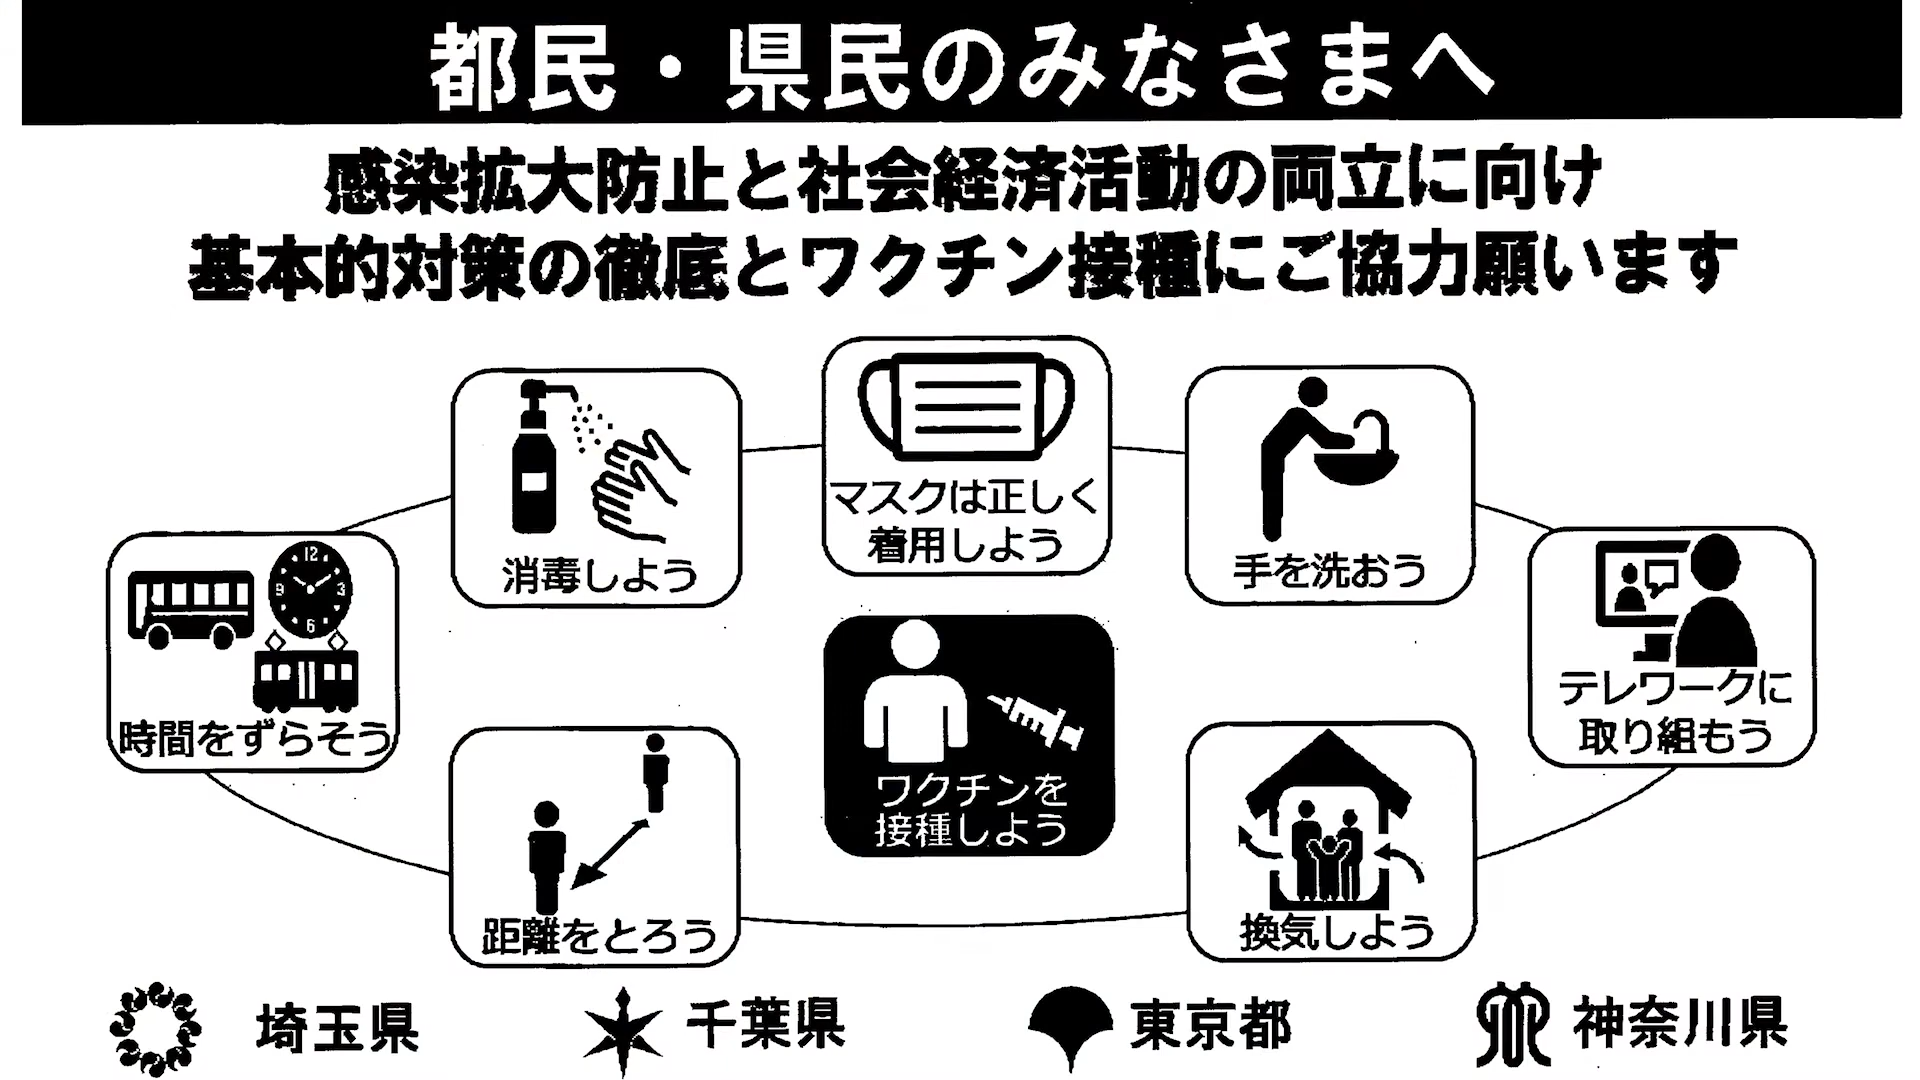 都民・県民のみなさまへ
感染拡大防止と社会経済活動の両立に向け
基本的対策の徹底とワクチン接種にご協力願います
マスクは正しく
着用しよう
消毒しよう
手を洗おう
12
9 3
6
時間をずらそう
テレワークに
取り組もう
ワクチンを
接種しよう
距離をとろう
換気しよう
埼玉県
千葉県
東京都
神奈川県